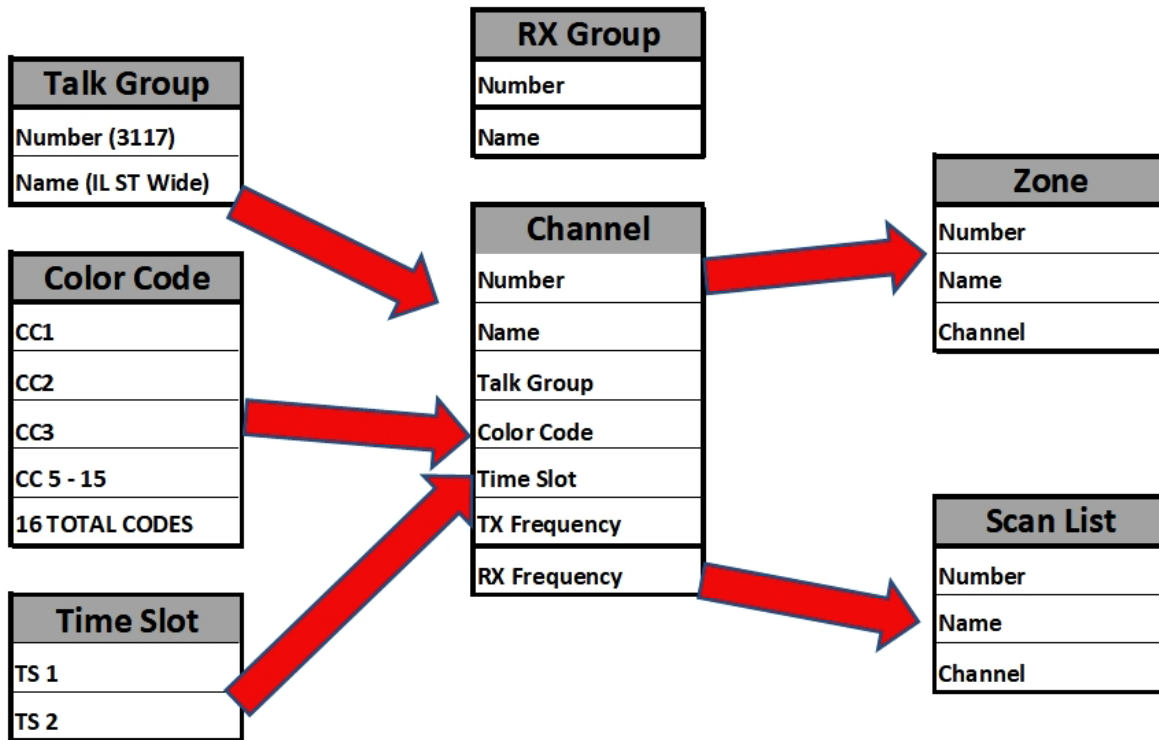 Talk Group
Number (3117)
Name (IL ST Wide)
Color Code
CC1
CC2
CC3
CC 5 - 15
16 TOTAL CODES
Time Slot
TS 1
TS 2
RX Group
Number
Name
Channel
Number
Name
Talk Group
Color Code
Time Slot
TX Frequency
RX Frequency
Zone
Number
Name
Channel
Scan List
Number
Name
Channel